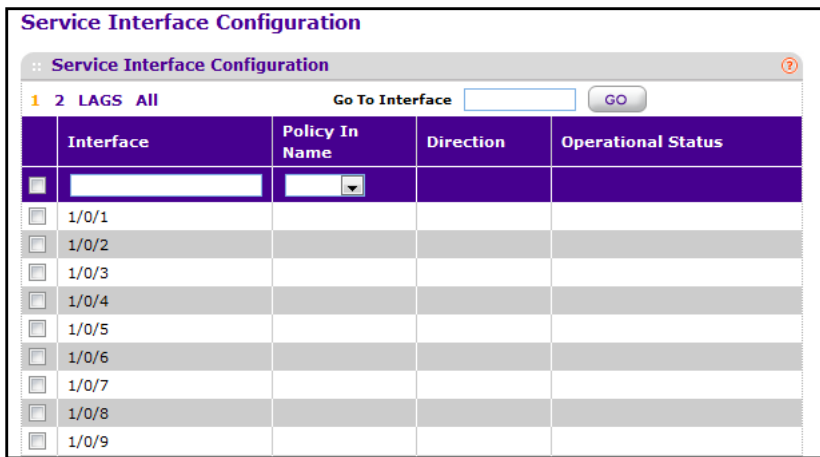 Service Interface Configuration
Service Interface Configuration ?
1 2 LAGS All Go To Interface GO
Interface Policy In Name Direction Operational Status
1/0/1
1/0/2
1/0/3
1/0/4
1/0/5
1/0/6
1/0/7
1/0/8
1/0/9